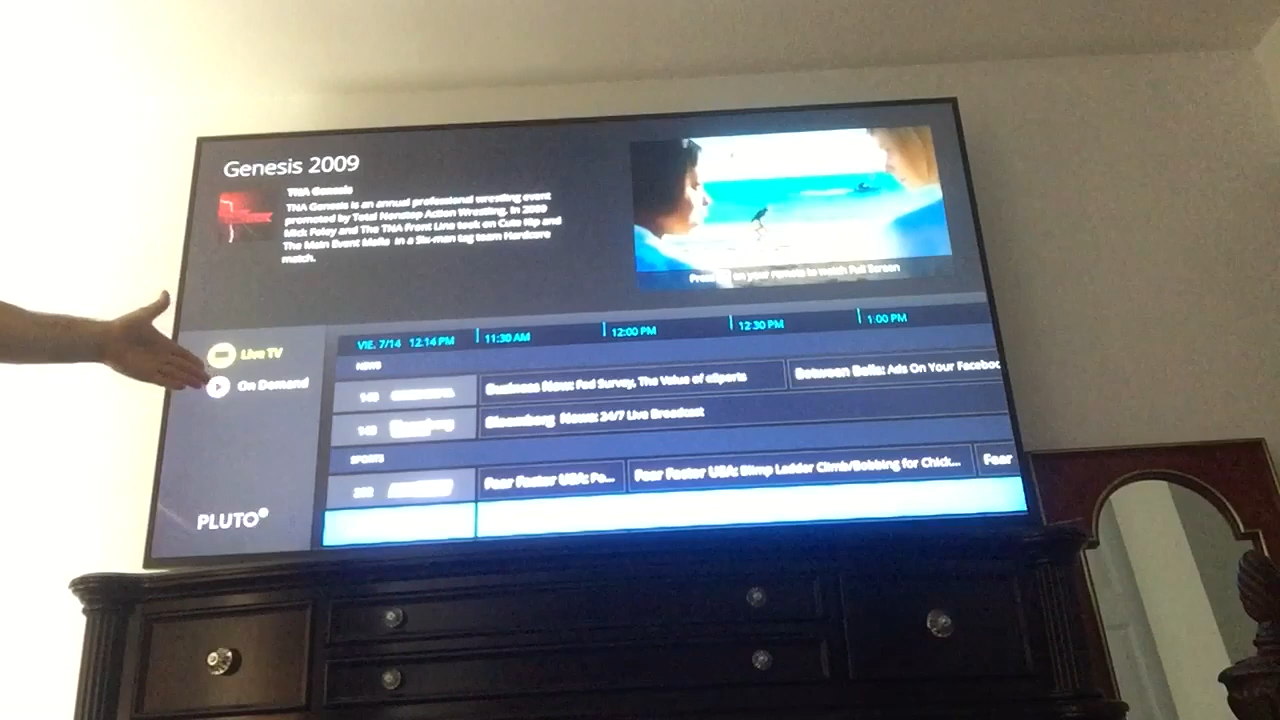 Genesis 2009
TNA Genesis
TNA Genesis is an annual professional wrestling event
promoted by Total Nonstop Action Wrestling. In 2009
Mick Foley and The TNA Front Line took on Cute Kip and
The Main Event Mafia in a Six-man tag team Hardcore
match.
Press on your remote to watch Full Screen
VIE. 7/14 12:14 PM
11:30 AM
12:00 PM
12:30 PM
1:00 PM
Live TV
On Demand
NEWS
Business Now: Fed Survey, The Value of eSports
Between Bells: Ads On Your Faceboo
Bloomberg News: 24/7 Live Broadcast
SPORTS
Fear Factor USA: Fe...
Fear Factor USA: Blimp Ladder Climb/Bobbing for Chick...
Fear
PLUTO